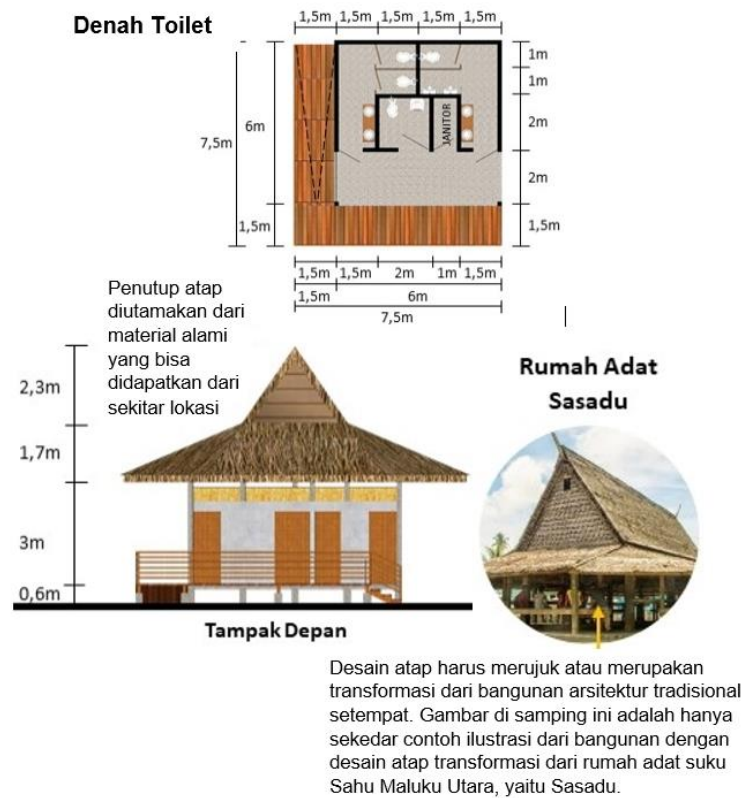 Denah Toilet
1,5m 1,5m 1,5m 1,5m 1,5m
1m
1m
2m
2m
1,5m
6m
7,5m
1,5m
JANITOR
1,5m 1,5m 2m 1m 1,5m
1,5m 6m
7,5m
Penutup atap
diutamakan dari
material alami
yang bisa
didapatkan dari
sekitar lokasi
2,3m
1,7m
3m
0,6m
Tampak Depan
Rumah Adat
Sasadu
Desain atap harus merujuk atau merupakan
transformasi dari bangunan arsitektur tradisional
setempat. Gambar di samping ini adalah hanya
sekedar contoh ilustrasi dari bangunan dengan
desain atap transformasi dari rumah adat suku
Sahu Maluku Utara, yaitu Sasadu.